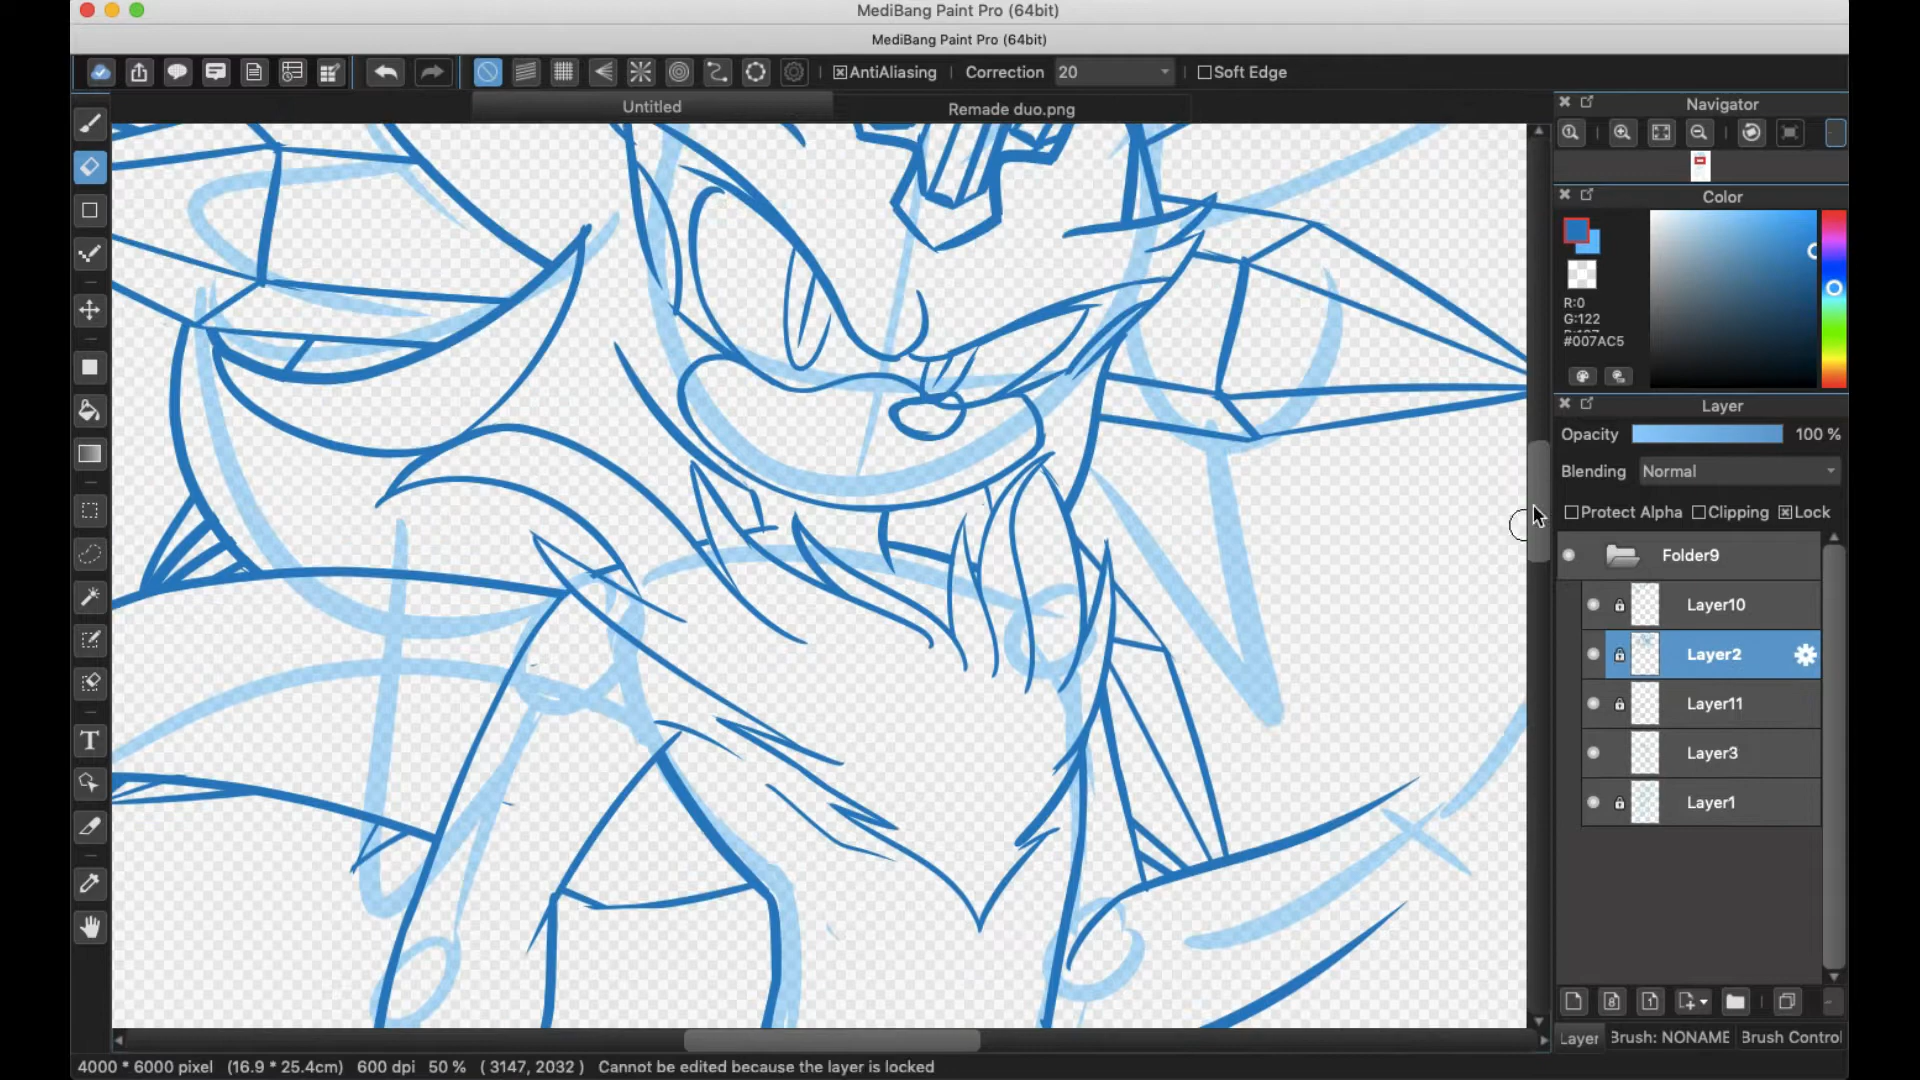 MediBang Paint Pro (64bit)
MediBang Paint Pro (64bit)
AntiAliasing
Correction 20
Soft Edge
Untitled
Remade duo.png
Navigator
Color
R:0
G:122
#007AC5
Layer
Opacity 100 %
Blending Normal
Protect Alpha Clipping Lock
Folder9
Layer10
Layer2
Layer11
Layer3
Layer1
Layer Brush: NONAME Brush Control
4000 * 6000 pixel (16.9 * 25.4cm) 600 dpi 50 % ( 3147, 2032 ) Cannot be edited because the layer is locked